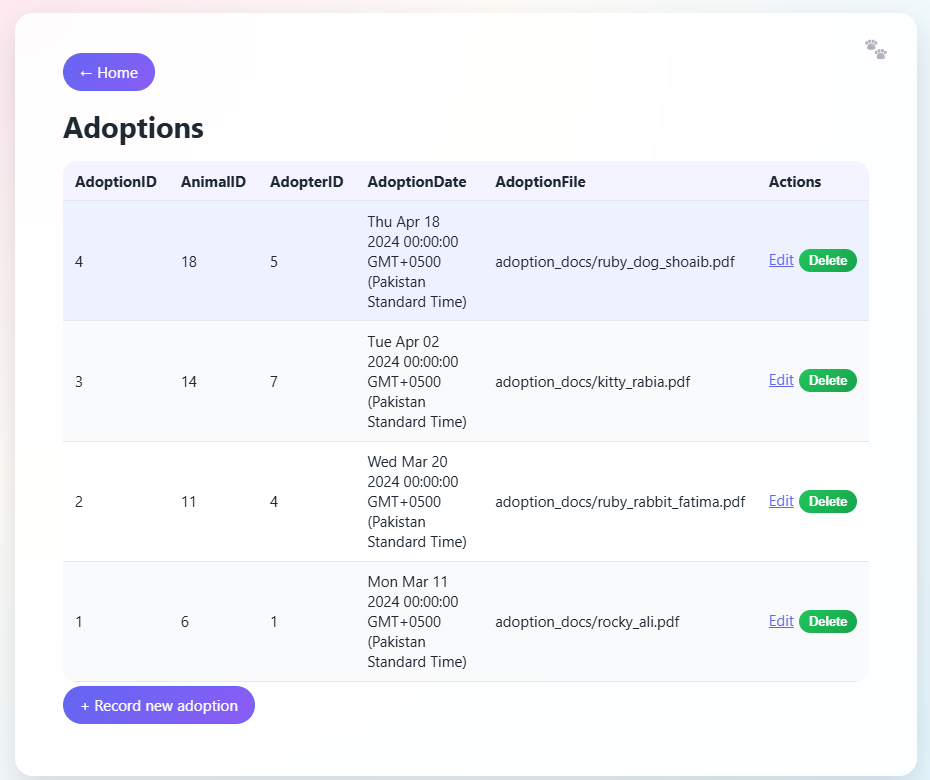 ← Home
Adoptions
AdoptionID AnimalID AdopterID AdoptionDate AdoptionFile Actions
4 18 5 Thu Apr 18 2024 00:00:00 GMT+0500 (Pakistan Standard Time) adoption_docs/ruby_dog_shoaib.pdf Edit Delete
3 14 7 Tue Apr 02 2024 00:00:00 GMT+0500 (Pakistan Standard Time) adoption_docs/kitty_rabia.pdf Edit Delete
2 11 4 Wed Mar 20 2024 00:00:00 GMT+0500 (Pakistan Standard Time) adoption_docs/ruby_rabbit_fatima.pdf Edit Delete
1 6 1 Mon Mar 11 2024 00:00:00 GMT+0500 (Pakistan Standard Time) adoption_docs/rocky_ali.pdf Edit Delete
+ Record new adoption